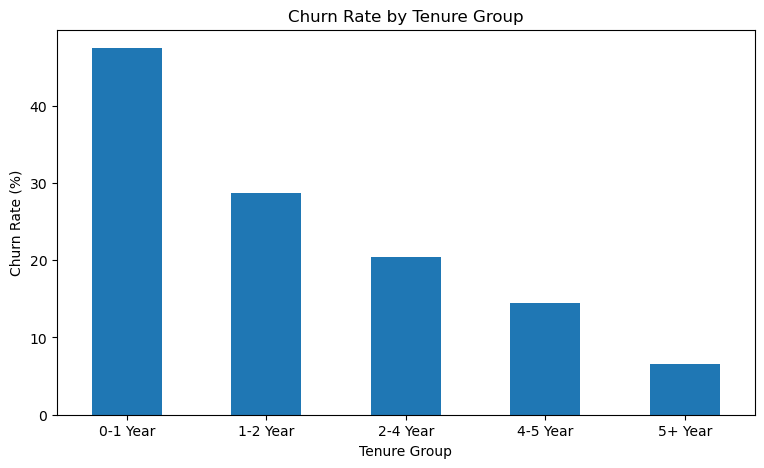 Churn Rate by Tenure Group
Churn Rate (%)
40
30
20
10
0
0-1 Year
1-2 Year
2-4 Year
4-5 Year
5+ Year
Tenure Group